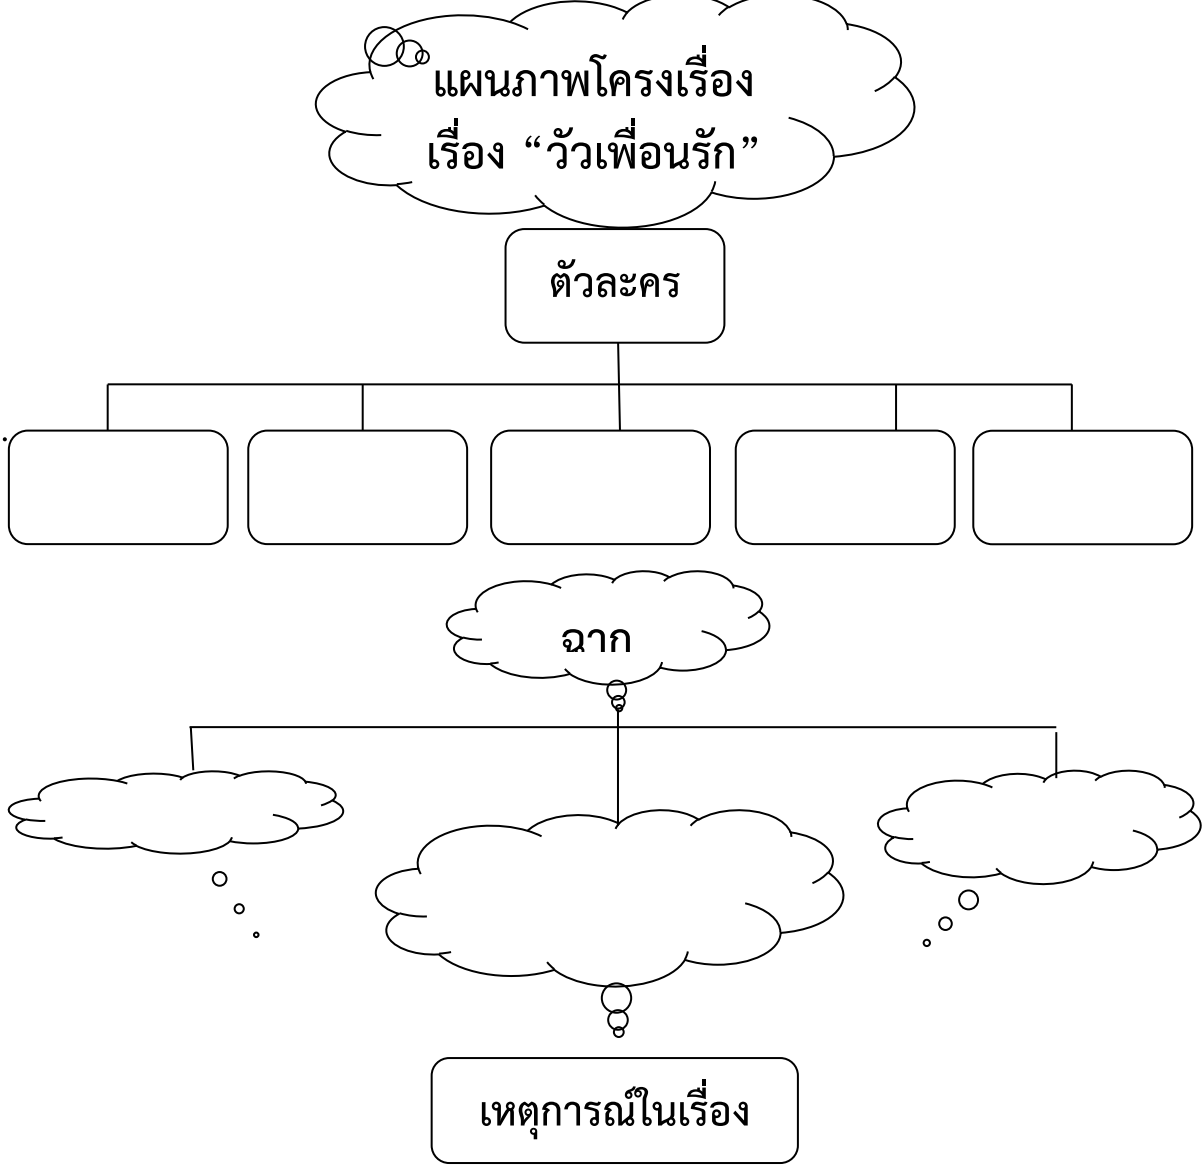 แผนภาพโครงเรื่อง
เรื่อง “วัวเพื่อนรัก”
ตัวละคร
ฉาก
เหตุการณ์ในเรื่อง